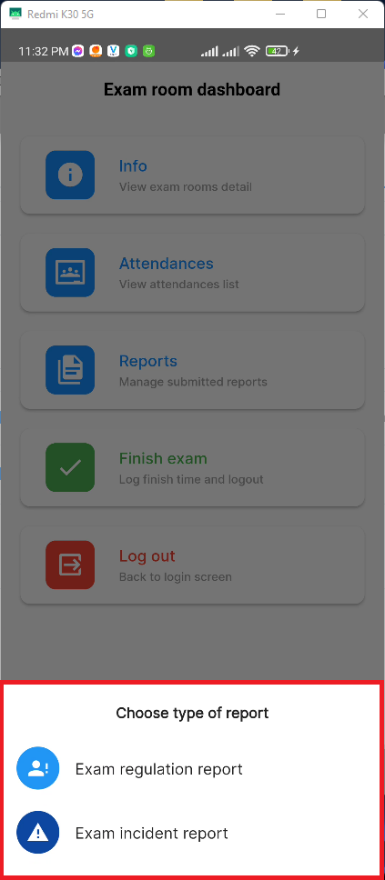 Redmi K30 5G
11:32 PM
42
Exam room dashboard
Info
View exam rooms detail
Attendances
View attendances list
Reports
Manage submitted reports
Finish exam
Log finish time and logout
Log out
Back to login screen
Choose type of report
Exam regulation report
Exam incident report